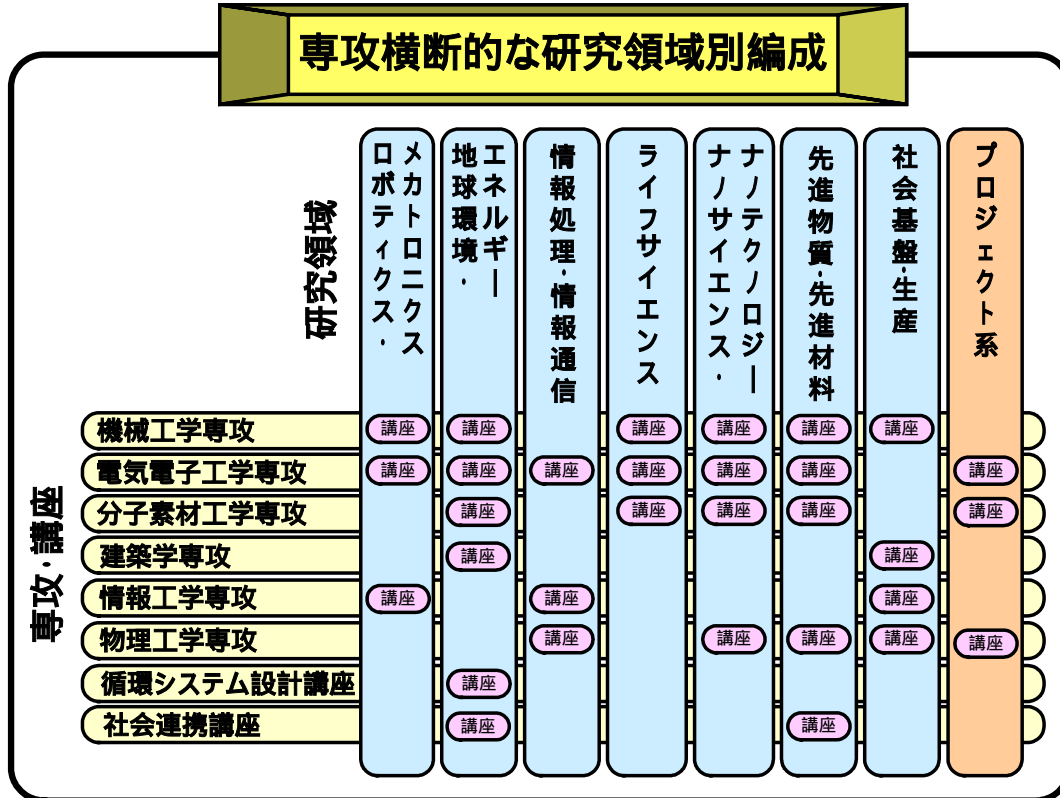 専攻横断的な研究領域別編成
研究領域
メカトロニクス
ロボティクス・
エネルギー
地球環境・
情報処理・情報通信
ライフサイエンス
ナノテクノロジー
ナノサイエンス・
先進物質・先進材料
社会基盤・生産
プロジェクト系
専攻・講座
機械工学専攻 講座 講座 講座 講座 講座 講座
電気電子工学専攻 講座 講座 講座 講座 講座 講座 講座
分子素材工学専攻 講座 講座 講座 講座 講座
建築学専攻 講座 講座
情報工学専攻 講座 講座 講座
物理工学専攻 講座 講座 講座 講座 講座
循環システム設計講座 講座
社会連携講座 講座 講座